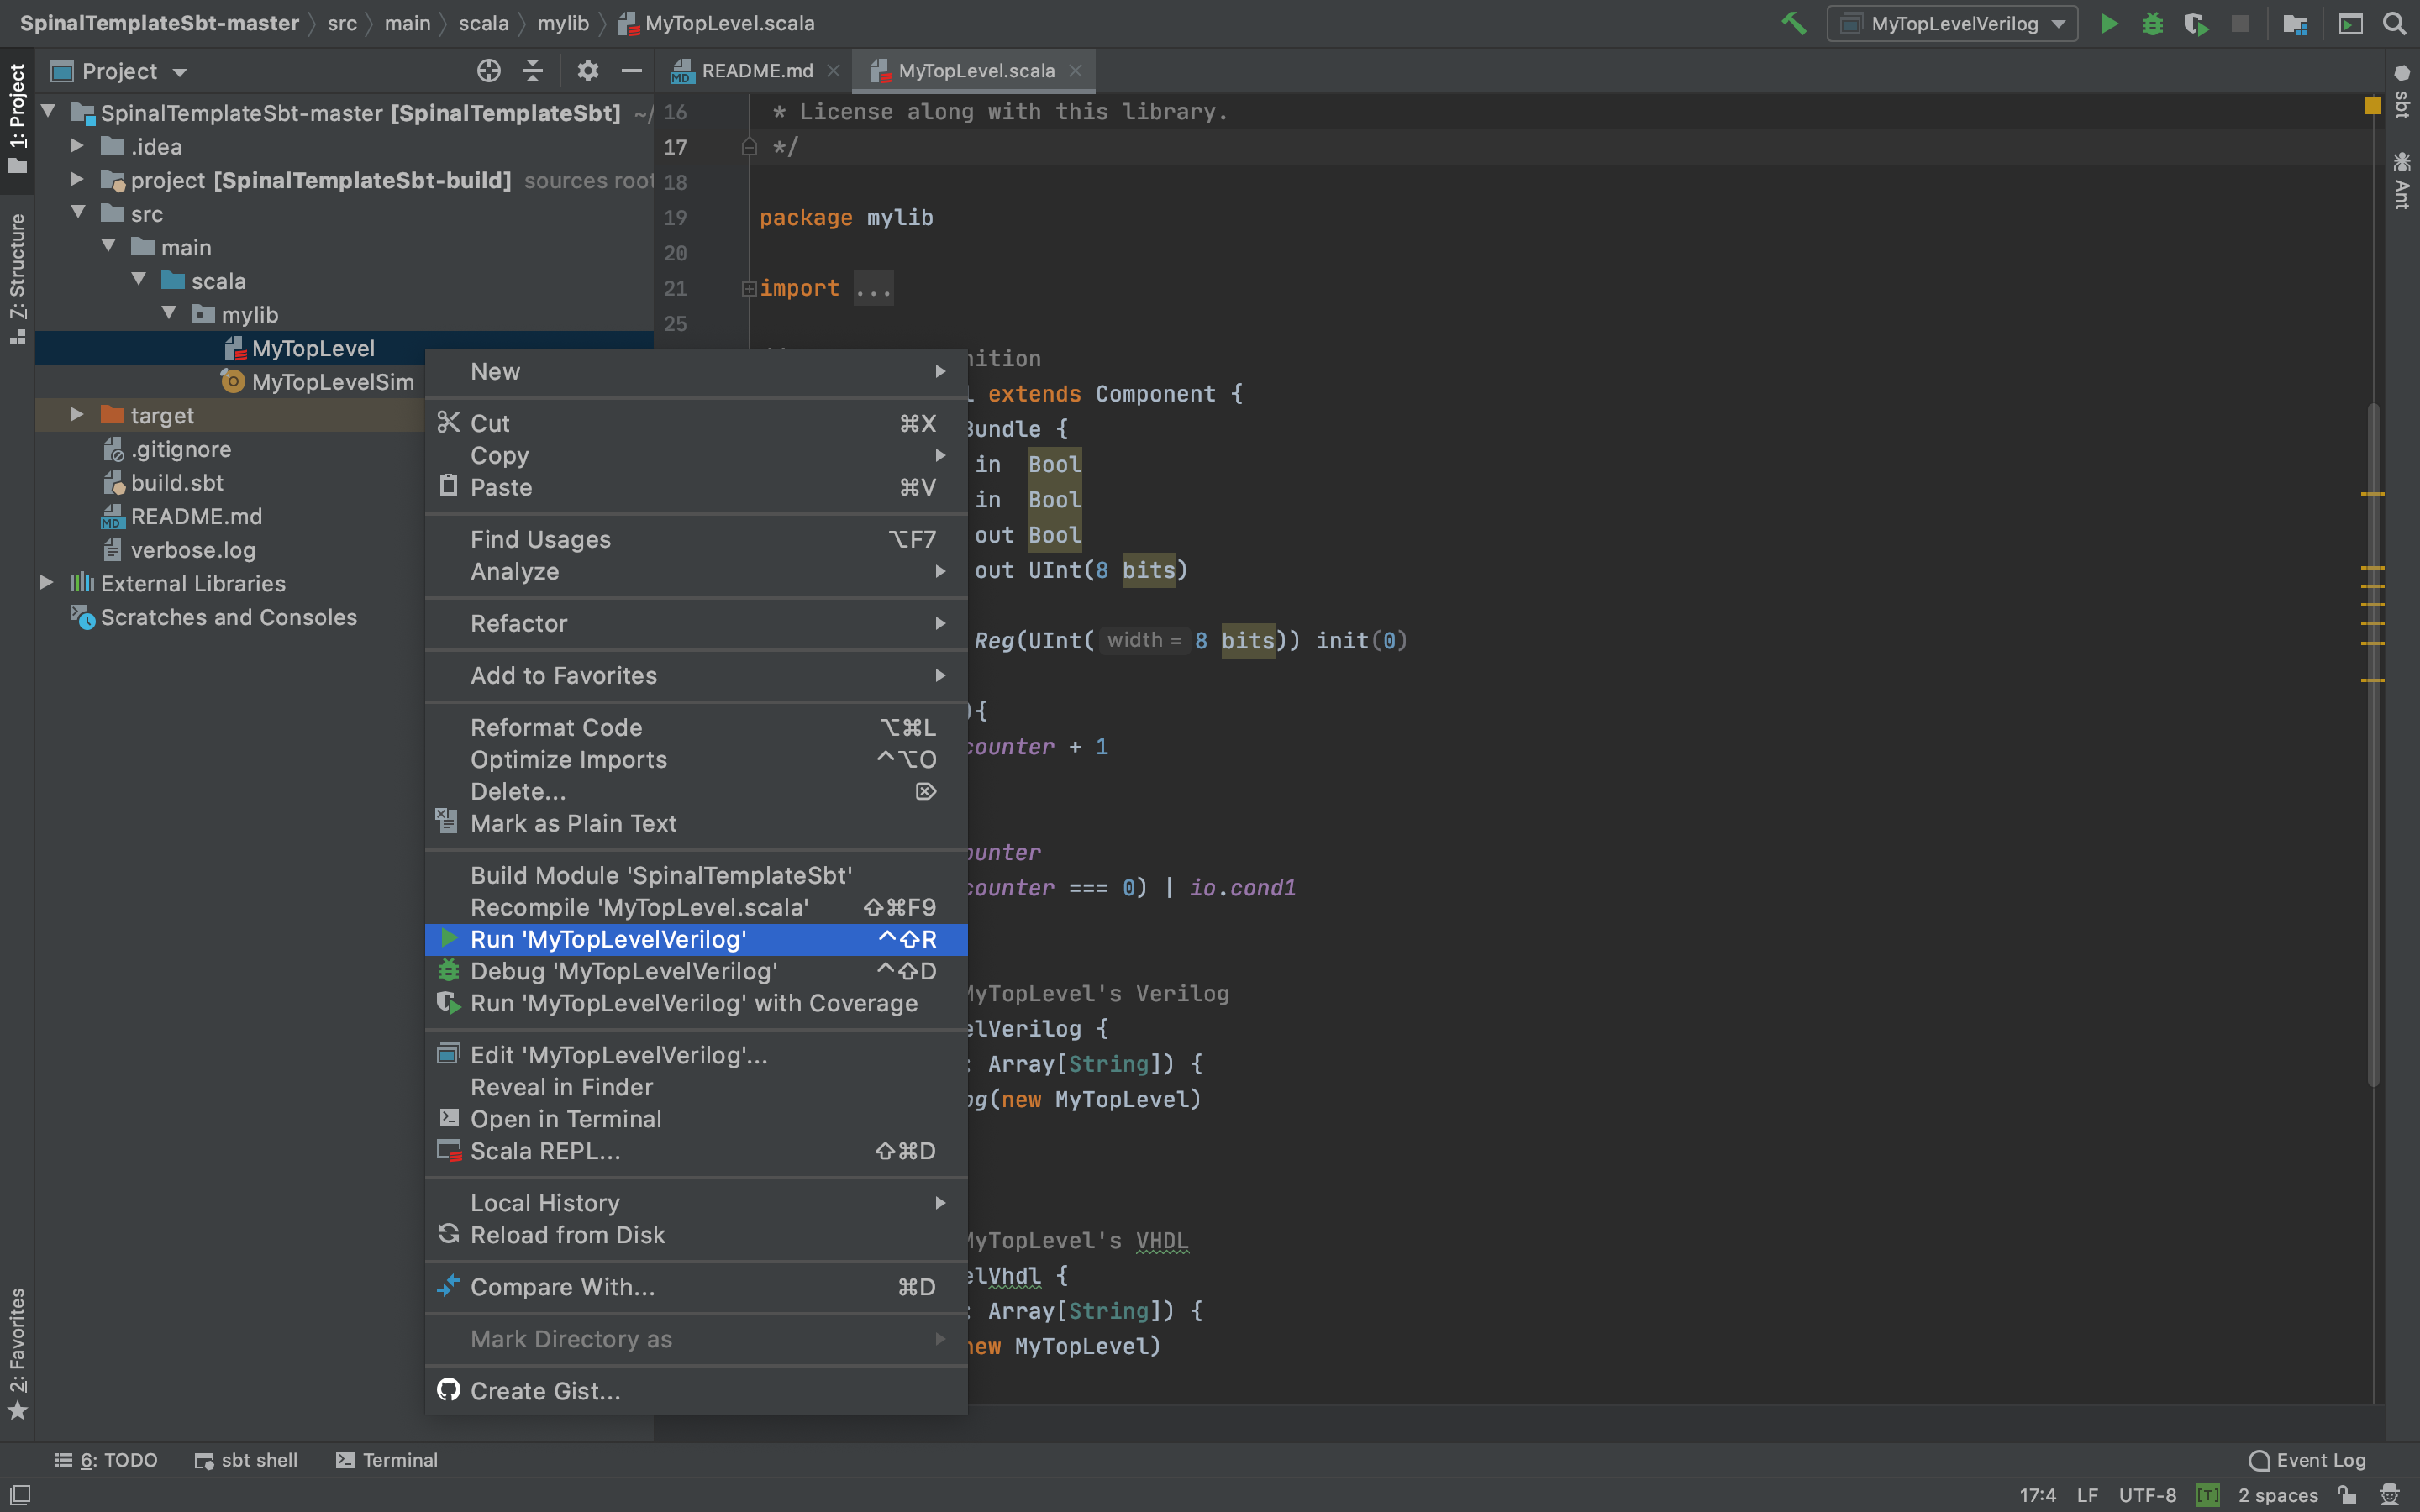 SpinalTemplateSbt-master src main scala mylib MyTopLevel.scala MyTopLevelVerilog
1: Project
Z: Structure
2: Favorites
Project
SpinalTemplateSbt-master [SpinalTemplateSbt] ~/
.idea
project [SpinalTemplateSbt-build] sources root
src
main
scala
mylib
MyTopLevel
MyTopLevelSim
target
.gitignore
build.sbt
MD README.md
verbose.log
External Libraries
Scratches and Consoles
New
Cut ⌘X
Copy
Paste ⌘V
Find Usages ⌥F7
Analyze
Refactor
Add to Favorites
Reformat Code ⌥⌘L
Optimize Imports ^⌥O
Delete... ⌦
Mark as Plain Text
Build Module 'SpinalTemplateSbt'
Recompile 'MyTopLevel.scala' ⇧⌘F9
Run 'MyTopLevelVerilog' ^⇧R
Debug 'MyTopLevelVerilog' ^⇧D
Run 'MyTopLevelVerilog' with Coverage
Edit 'MyTopLevelVerilog'...
Reveal in Finder
Open in Terminal
Scala REPL... ⇧⌘D
Local History
Reload from Disk
Compare With... ⌘D
Mark Directory as
Create Gist...
MD README.md MyTopLevel.scala
16 * License along with this library.
17 */
18
19 package mylib
20
21 import ...
25
nition
extends Component {
Bundle {
in Bool
in Bool
out Bool
out UInt(8 bits)
Reg(UInt( width = 8 bits)) init(0)
){
counter + 1
ounter
counter === 0) | io.cond1
MyTopLevel's Verilog
elVerilog {
: Array[String]) {
og(new MyTopLevel)
MyTopLevel's VHDL
elVhdl {
: Array[String]) {
new MyTopLevel)
sbt
Ant
6: TODO sbt shell Terminal Event Log
17:4 LF UTF-8 [T] 2 spaces